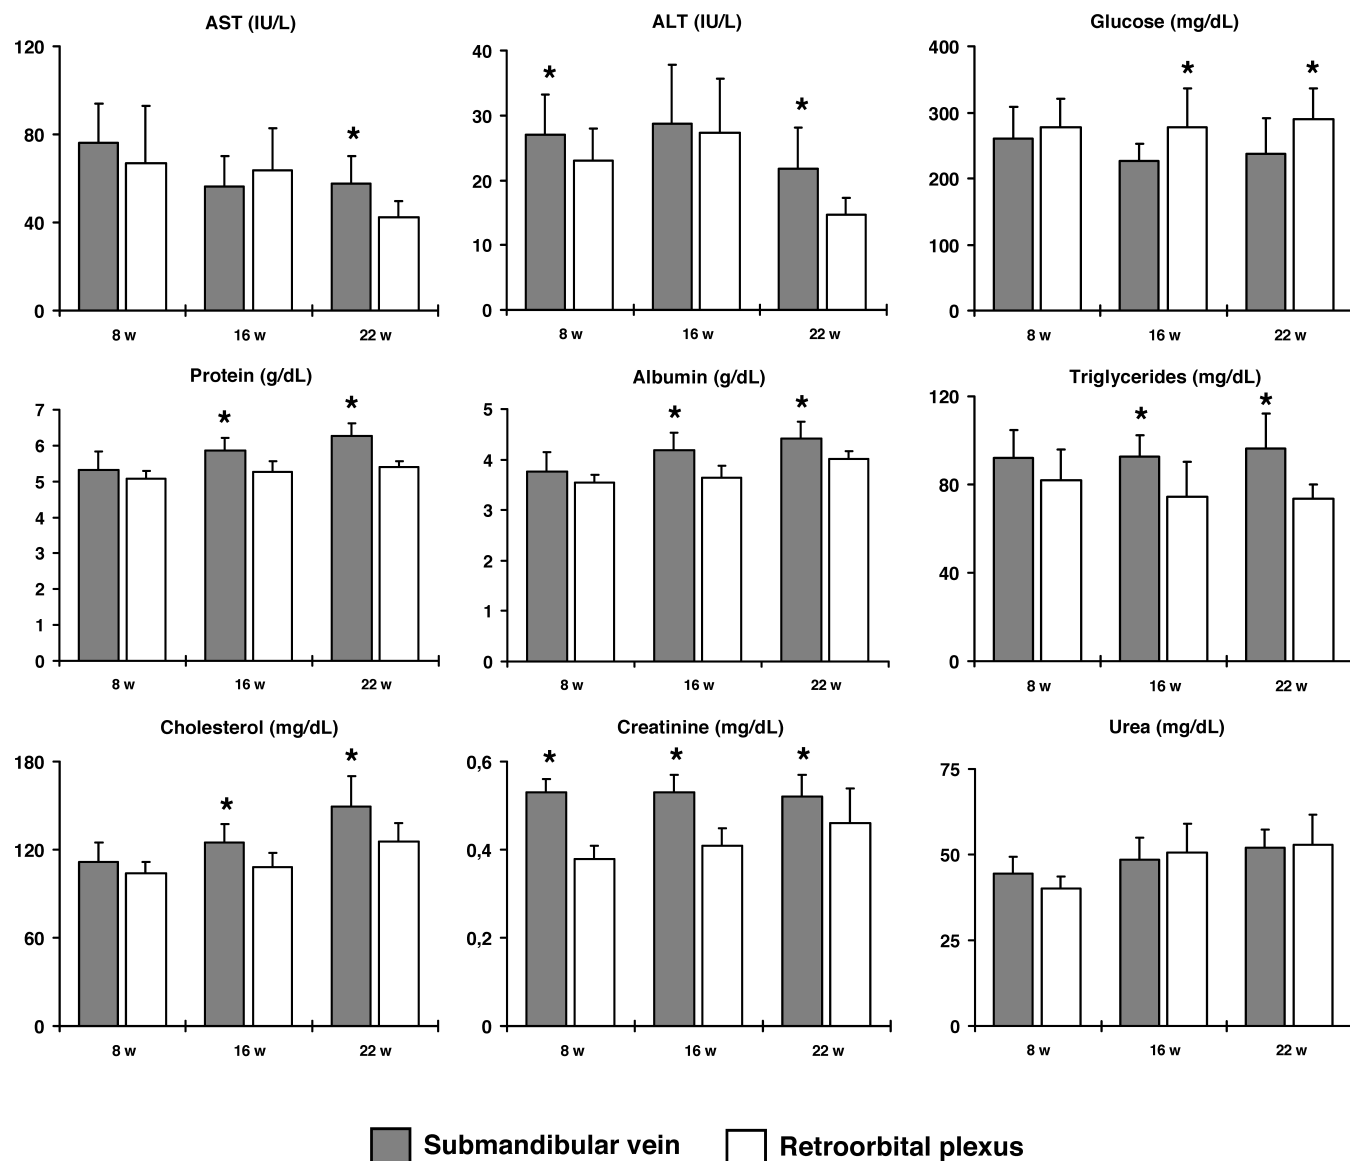 AST (IU/L)
120
80
40
0
8 w 16 w 22 w
*
ALT (IU/L)
40
30
20
10
0
8 w 16 w 22 w
* *
Glucose (mg/dL)
400
300
200
100
0
8 w 16 w 22 w
* *
Protein (g/dL)
7
6
5
4
3
2
1
0
8 w 16 w 22 w
* *
Albumin (g/dL)
5
4
3
2
1
0
8 w 16 w 22 w
* *
Triglycerides (mg/dL)
120
80
40
0
8 w 16 w 22 w
* *
Cholesterol (mg/dL)
180
120
60
0
8 w 16 w 22 w
* *
Creatinine (mg/dL)
0,6
0,4
0,2
0
8 w 16 w 22 w
* * *
Urea (mg/dL)
75
50
25
0
8 w 16 w 22 w
Submandibular vein Retroorbital plexus